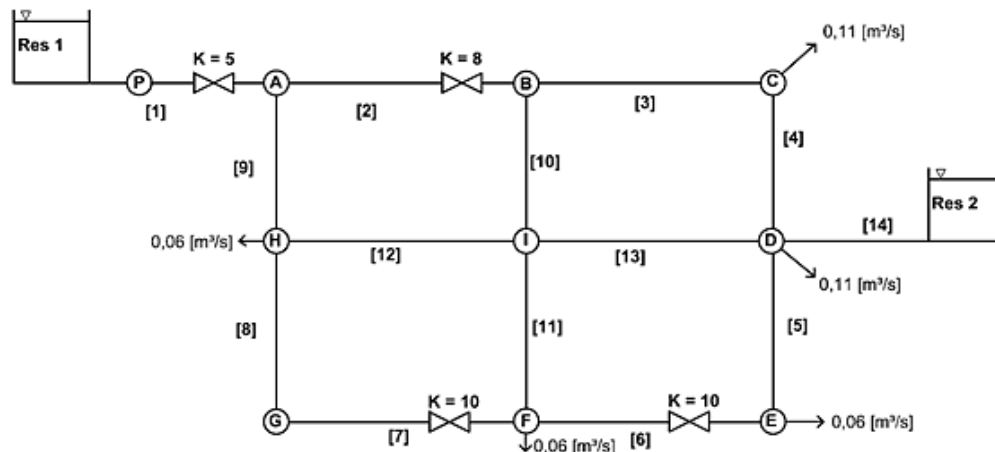 Res 1
K = 5
K = 8
0,11 [m³/s]
P
A
B
C
[1]
[2]
[3]
[9]
[10]
[4]
Res 2
0,06 [m³/s]
H
I
D
[12]
[13]
[14]
0,11 [m³/s]
[8]
[11]
[5]
K = 10
K = 10
G
F
E
0,06 [m³/s]
[7]
0,06 [m³/s]
[6]